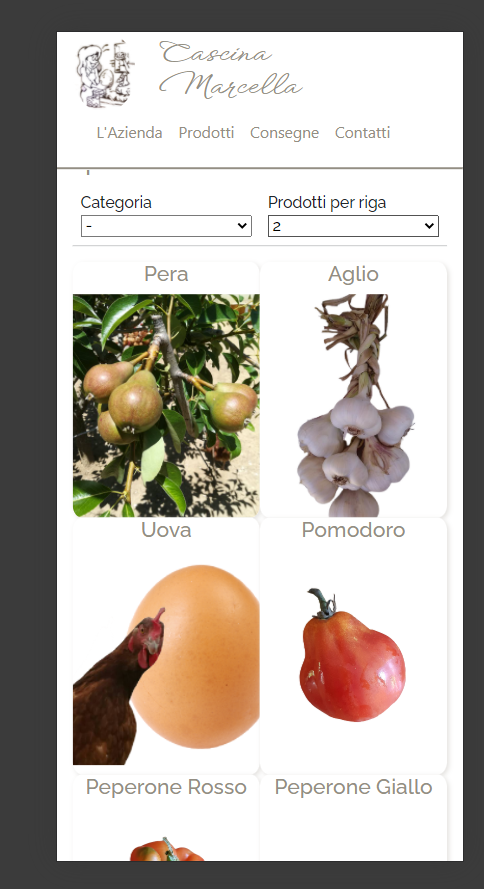 Cascina
Marcella
L'Azienda Prodotti Consegne Contatti
Categoria Prodotti per riga
- 2
Pera Aglio
Uova Pomodoro
Peperone Rosso Peperone Giallo